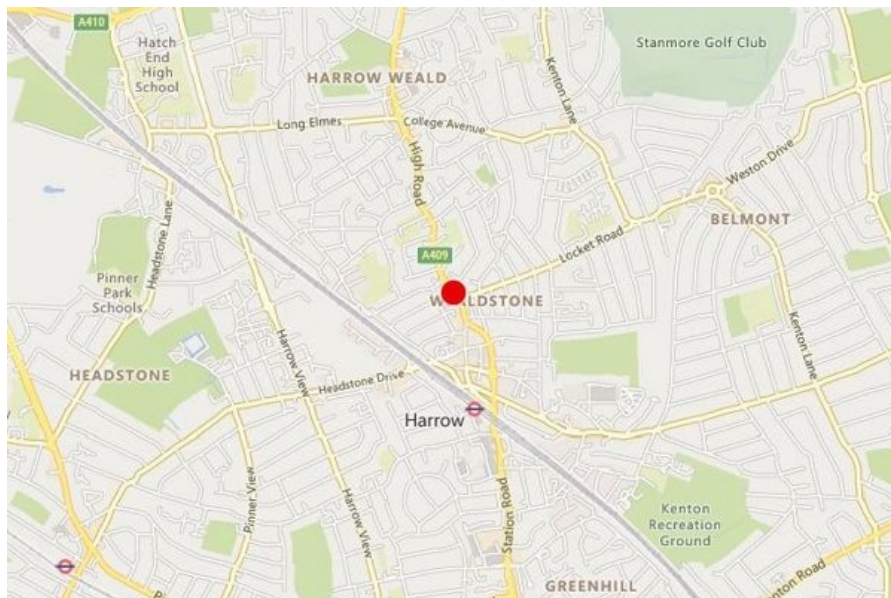 A410
Hatch
End
High
School
HARROW WEALD
Stanmore Golf Club
Kenton Lane
Long Elmes
College Avenue
High Road
Weston Drive
BELMONT
Headstone Lane
Locket Road
A409
Pinner
Park
Schools
WEALDSTONE
Harrow View
Kenton Lane
HEADSTONE
Headstone Drive
Harrow
Pinner View
Harrow View
Station Road
Kenton
Recreation
Ground
GREENHILL
Kenton Road